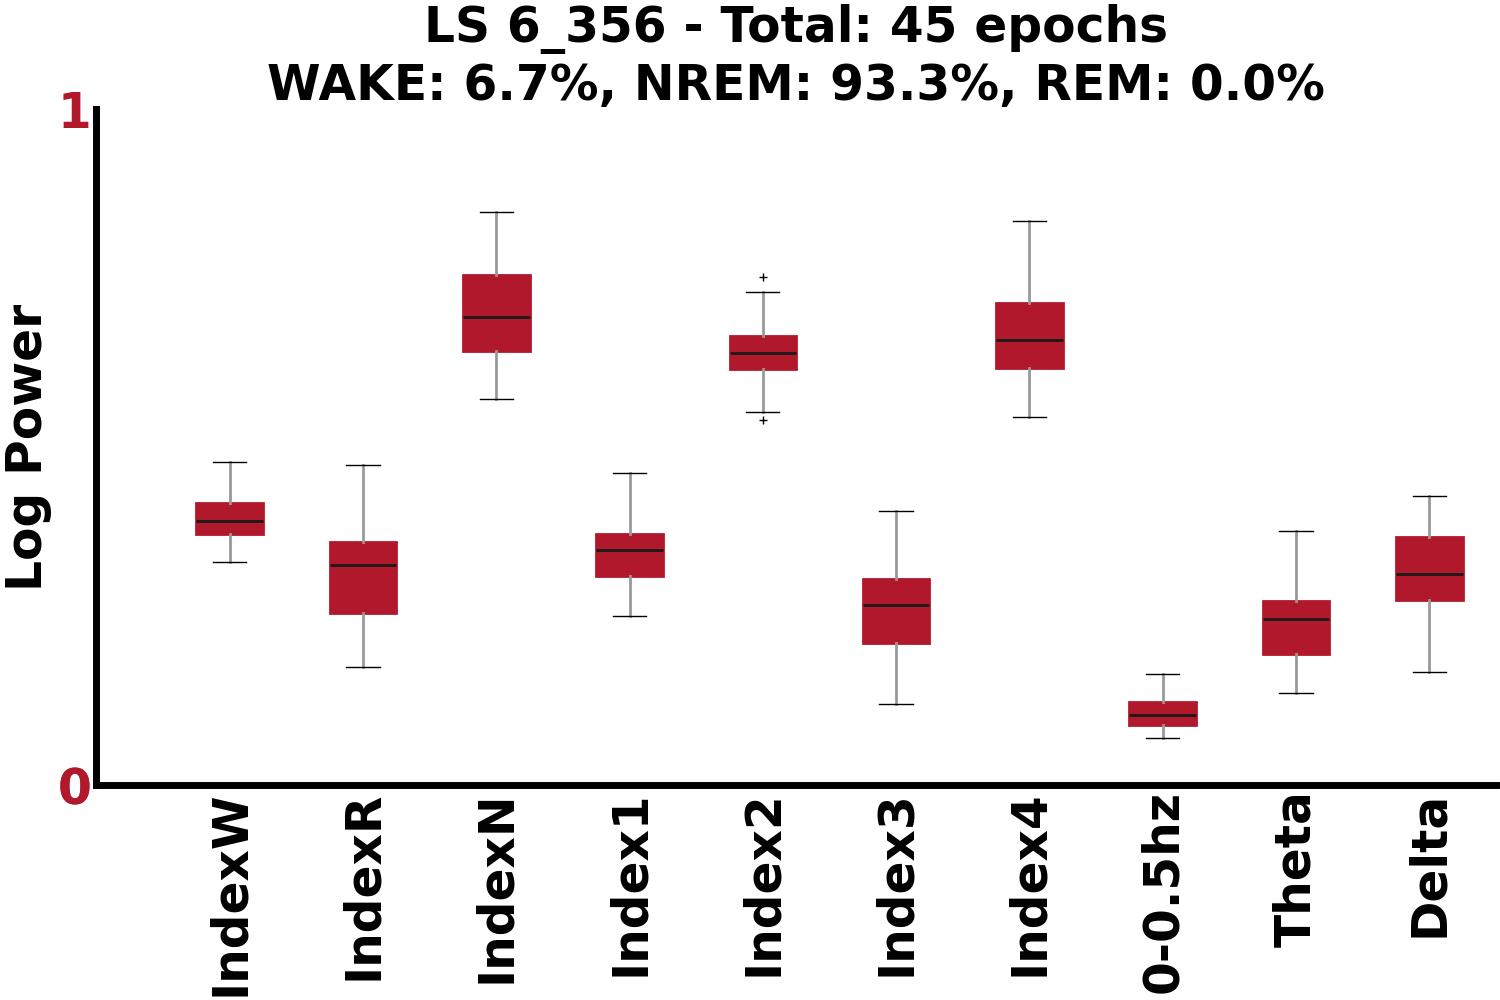 LS 6_356 - Total: 45 epochs
WAKE: 6.7%, NREM: 93.3%, REM: 0.0%
1
Log Power
0
IndexW
IndexR
IndexN
Index1
Index2
Index3
Index4
0-0.5hz
Theta
Delta